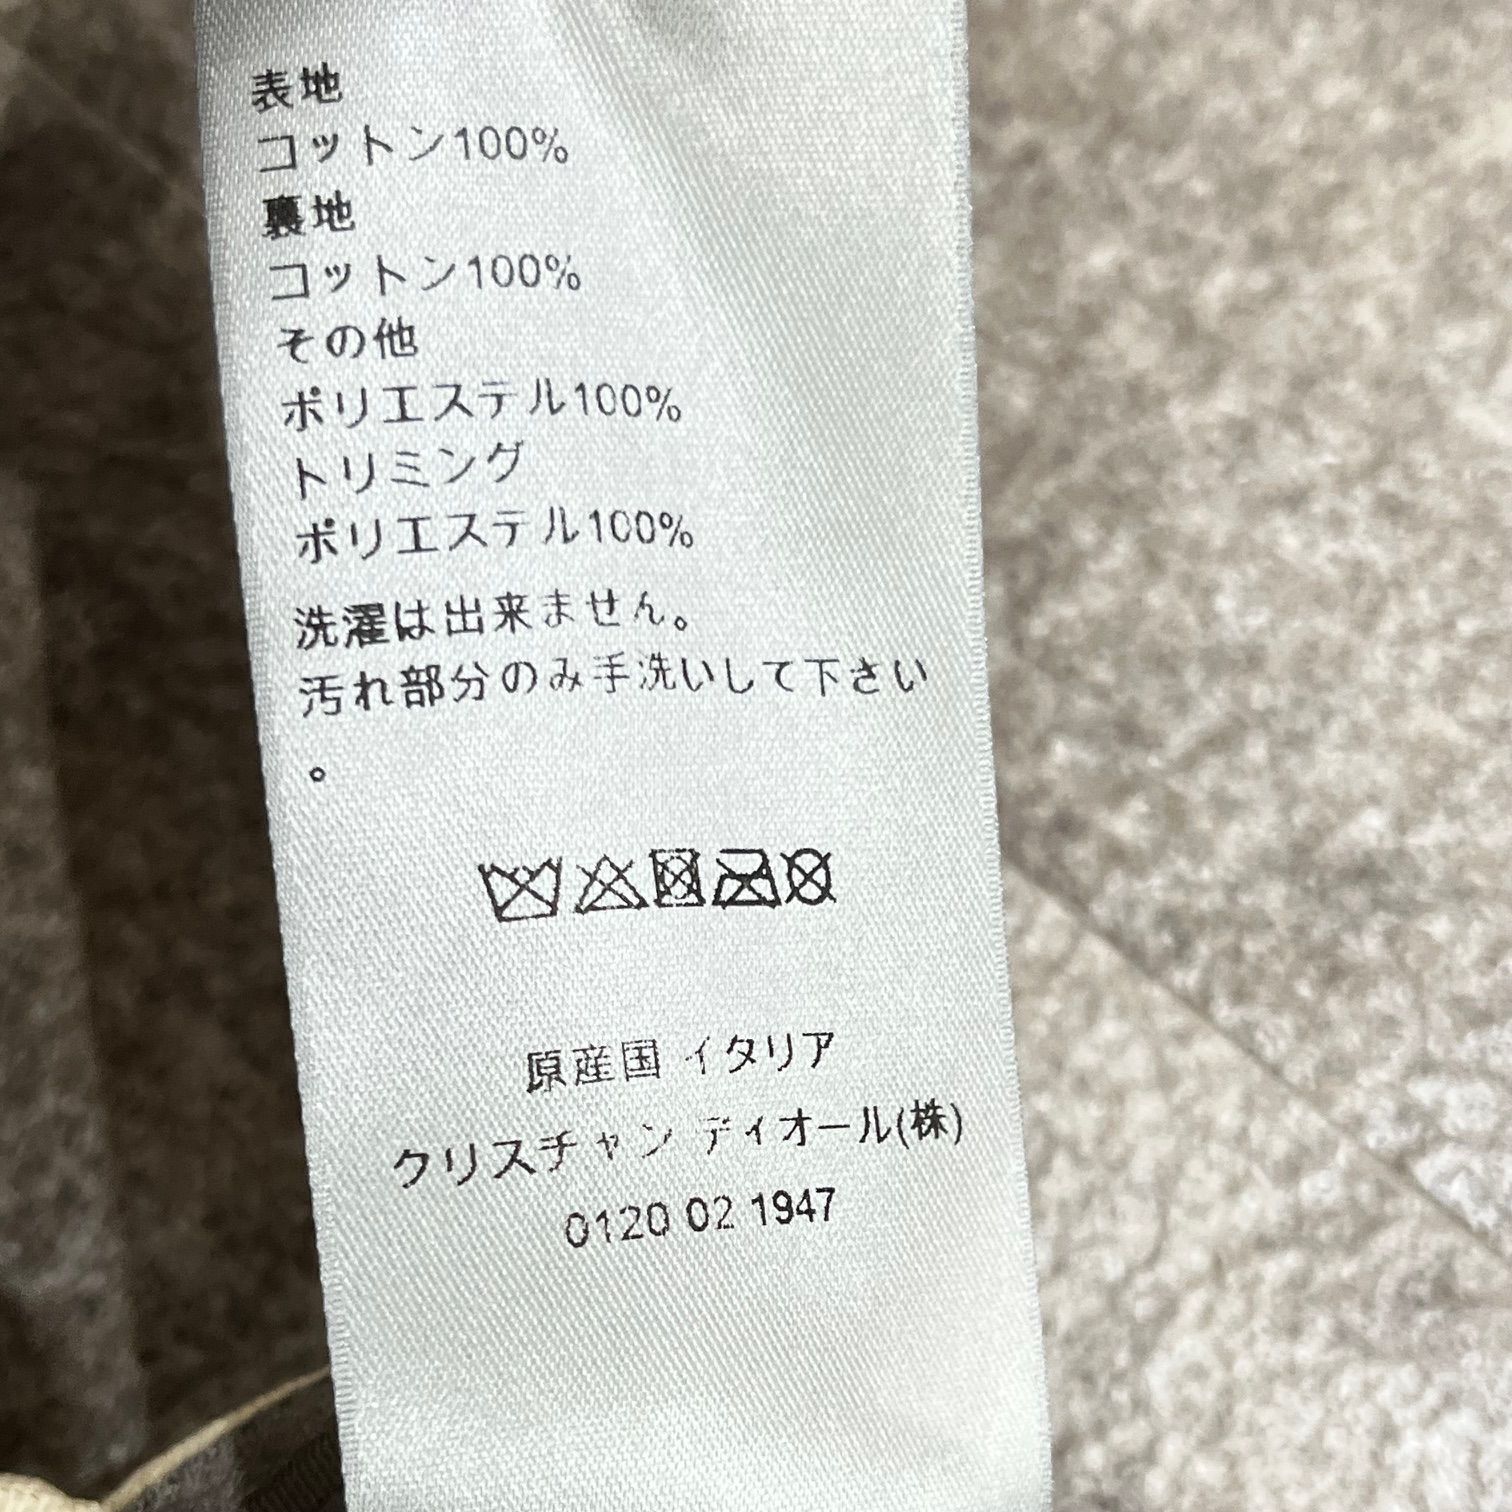 表地
コットン100%
裏地
コットン100%
その他
ポリエステル100%
トリミング
ポリエステル100%
洗濯は出来ません。
汚れ部分のみ手洗いして下さい
。
原産国 イタリア
クリスチャン ディオール(株)
0120 02 1947